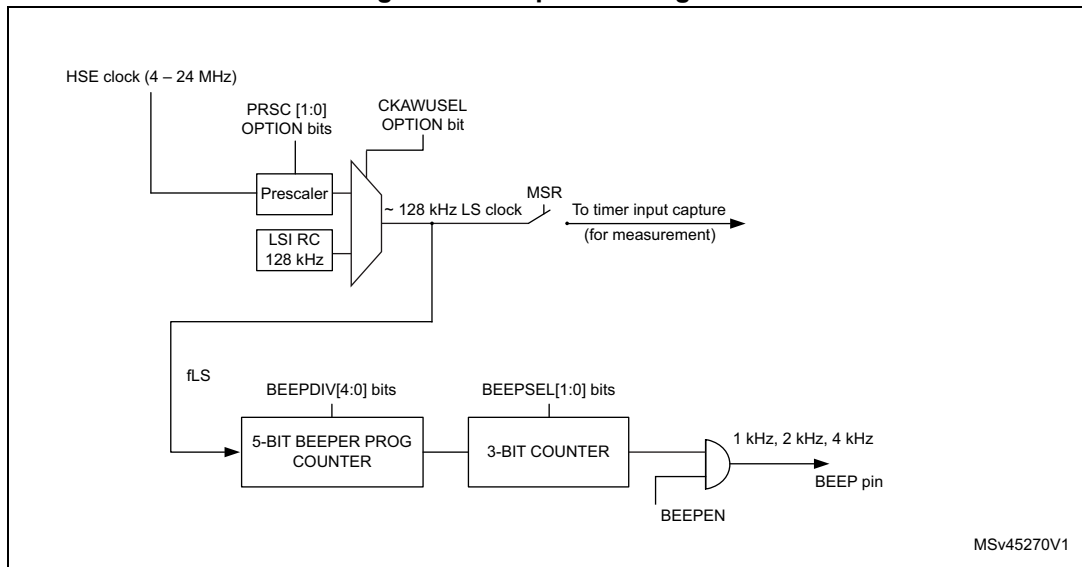 HSE clock (4 – 24 MHz)
PRSC [1:0]
OPTION bits
CKAWUSEL
OPTION bit
Prescaler
LSI RC
128 kHz
~ 128 kHz LS clock
MSR
To timer input capture
(for measurement)
fLS
BEEPDIV[4:0] bits
BEEPSEL[1:0] bits
5-BIT BEEPER PROG
COUNTER
3-BIT COUNTER
1 kHz, 2 kHz, 4 kHz
BEEP pin
BEEPEN
MSv45270V1